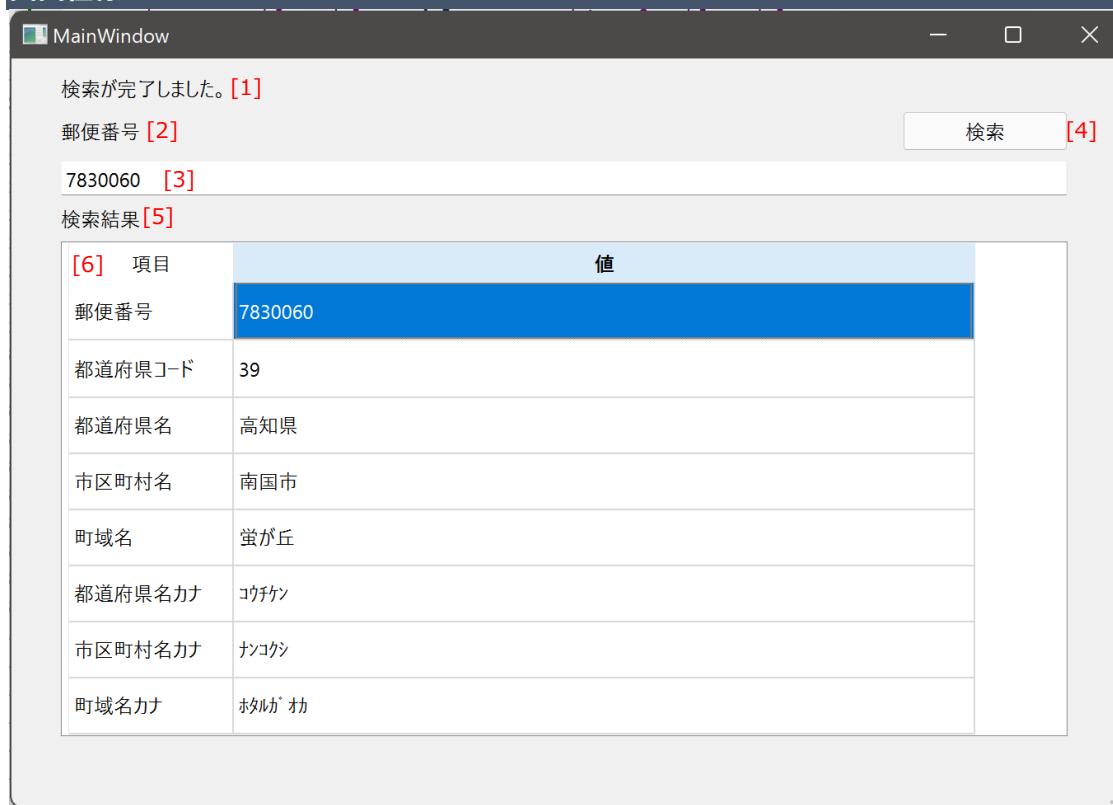 MainWindow
検索が完了しました。[1]
郵便番号 [2] 検索 [4]
7830060 [3]
検索結果 [5]
[6] 項目 値
郵便番号 7830060
都道府県コード 39
都道府県名 高知県
市区町村名 南国市
町域名 蛍が丘
都道府県名カナ ｺｳﾁｹﾝ
市区町村名カナ ﾅﾝｺｸｼ
町域名カナ ﾎﾀﾙｶﾞｵｶ